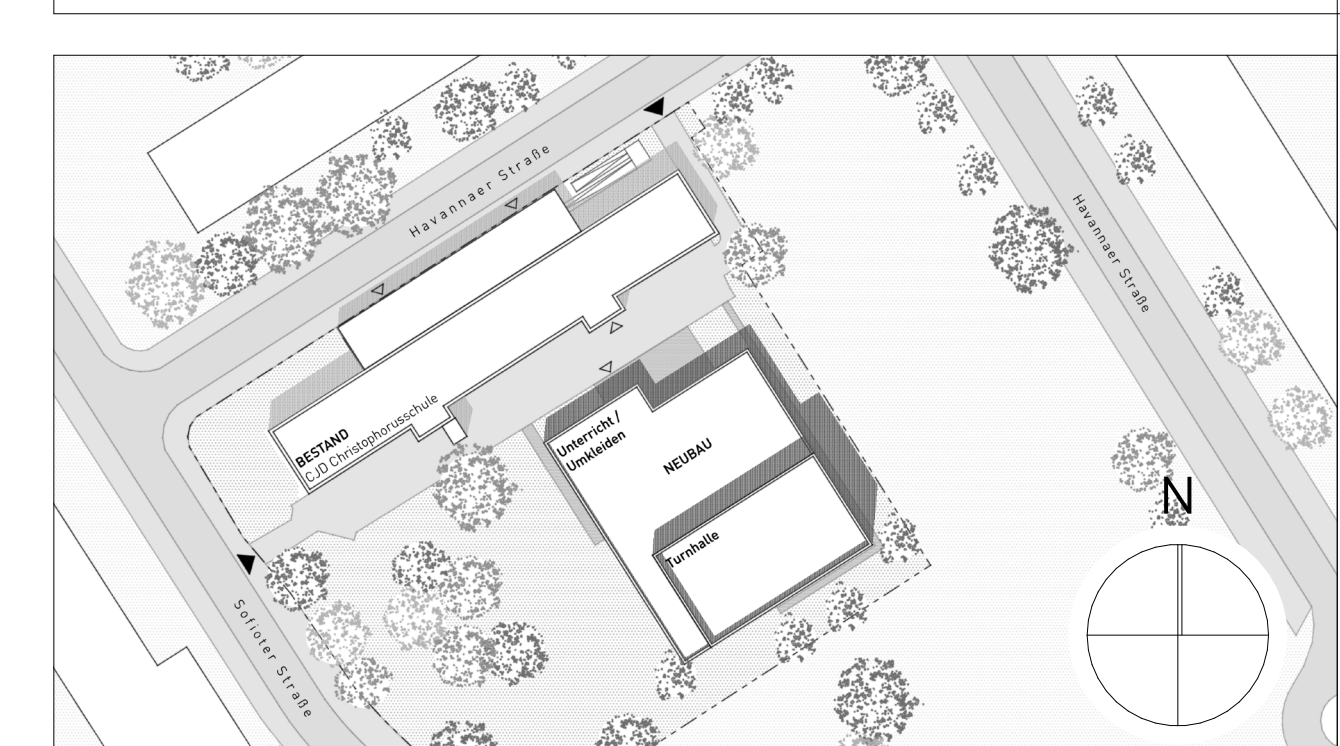 Havannaer Straße
Havannaer Straße
BESTAND
CJD Christophorusschule
Unterricht /
Umkleiden
NEUBAU
Turnhalle
N
Sofioter Straße